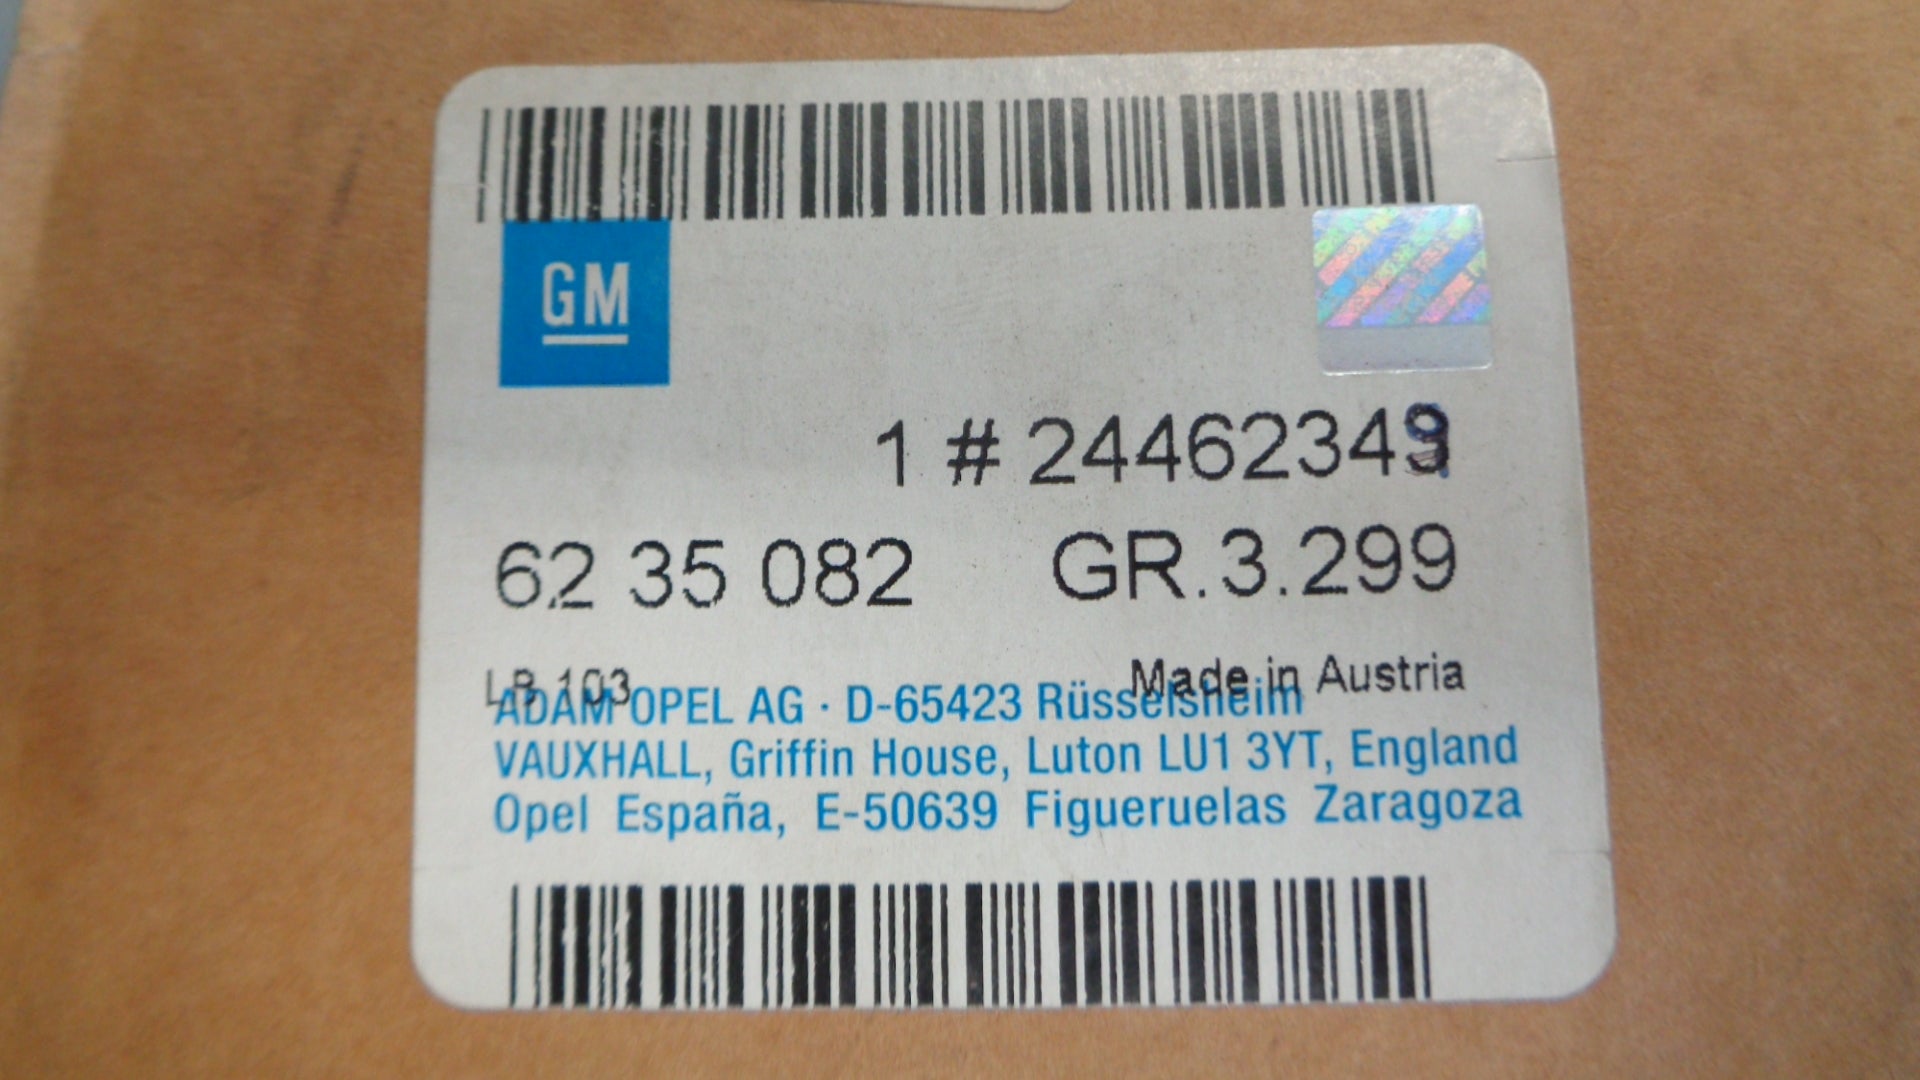 GM
1 # 24462349
62 35 082 GR.3.299
LB 103 Made in Austria
ADAM OPEL AG · D-65423 Rüsselsheim
VAUXHALL, Griffin House, Luton LU1 3YT, England
Opel España, E-50639 Figueruelas Zaragoza